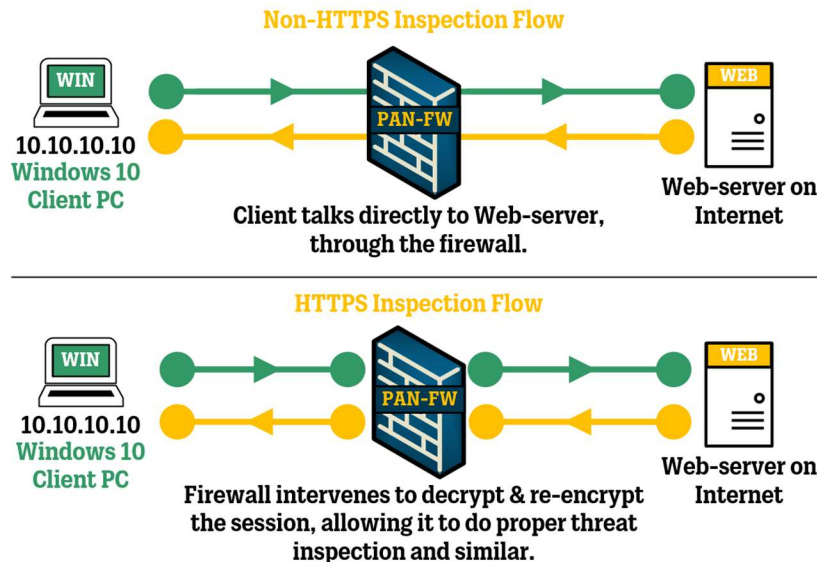 Non-HTTPS Inspection Flow
WIN
PAN-FW
WEB
10.10.10.10
Windows 10
Client PC
Client talks directly to Web-server,
through the firewall.
Web-server on
Internet
HTTPS Inspection Flow
WIN
PAN-FW
WEB
10.10.10.10
Windows 10
Client PC
Firewall intervenes to decrypt & re-encrypt
the session, allowing it to do proper threat
inspection and similar.
Web-server on
Internet